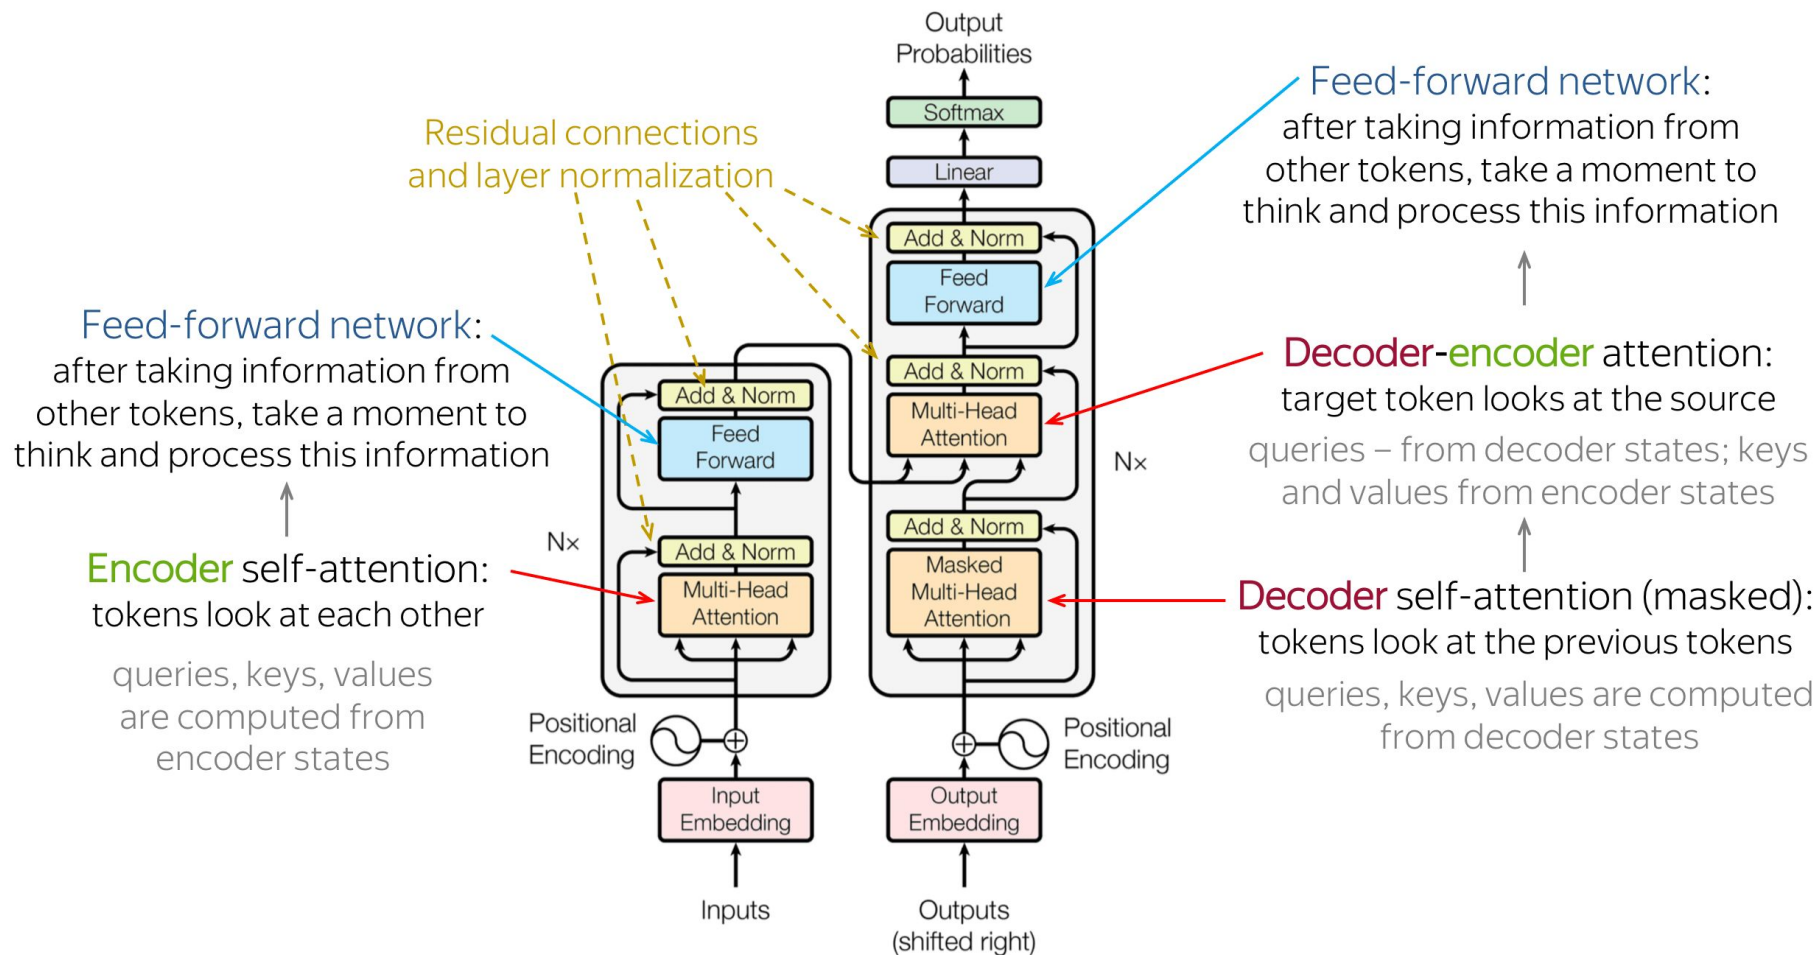 Output
Probabilities
Softmax
Linear
Add & Norm
Feed
Forward
Add & Norm
Multi-Head
Attention
Add & Norm
Masked
Multi-Head
Attention
Nx
Positional
Encoding
Output
Embedding
Outputs
(shifted right)
Residual connections
and layer normalization
Add & Norm
Feed
Forward
Add & Norm
Multi-Head
Attention
Nx
Positional
Encoding
Input
Embedding
Inputs
Feed-forward network:
after taking information from
other tokens, take a moment to
think and process this information
Encoder self-attention:
tokens look at each other
queries, keys, values
are computed from
encoder states
Feed-forward network:
after taking information from
other tokens, take a moment to
think and process this information
Decoder-encoder attention:
target token looks at the source
queries – from decoder states; keys
and values from encoder states
Decoder self-attention (masked):
tokens look at the previous tokens
queries, keys, values are computed
from decoder states